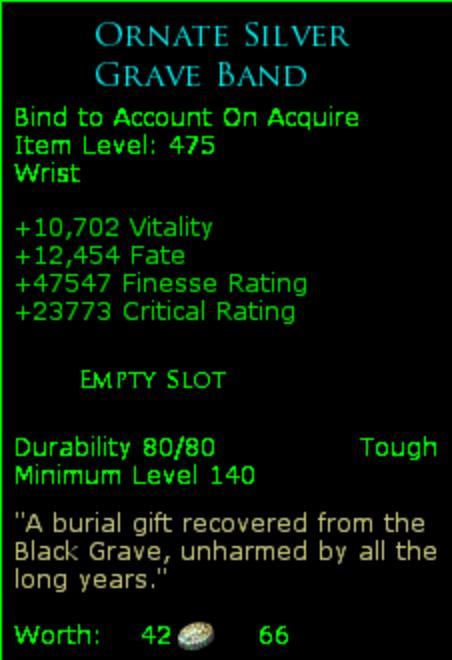 Ornate Silver
Grave Band
Bind to Account On Acquire
Item Level: 475
Wrist
+10,702 Vitality
+12,454 Fate
+47547 Finesse Rating
+23773 Critical Rating
Empty Slot
Durability 80/80 Tough
Minimum Level 140
"A burial gift recovered from the
Black Grave, unharmed by all the
long years."
Worth: 42 66